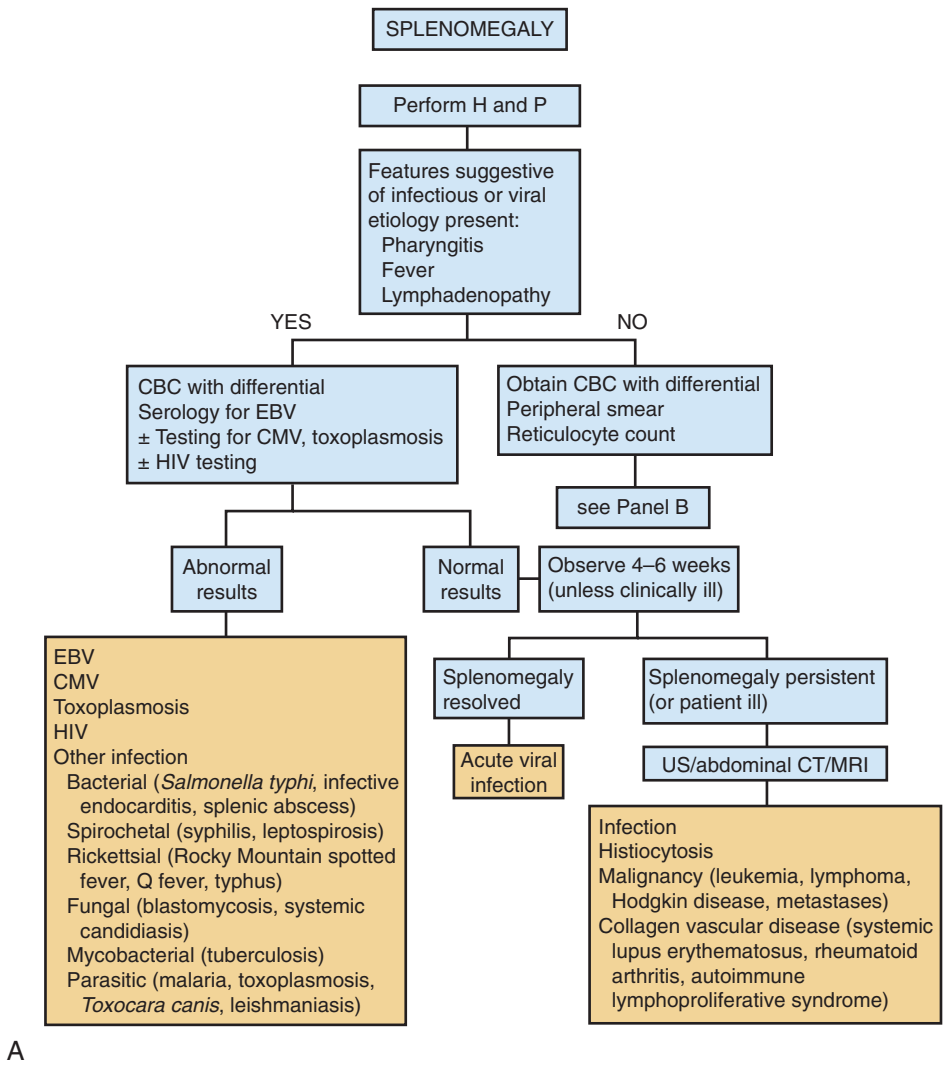 SPLENOMEGALY
Perform H and P
Features suggestive
of infectious or viral
etiology present:
Pharyngitis
Fever
Lymphadenopathy
YES
NO
CBC with differential
Serology for EBV
± Testing for CMV, toxoplasmosis
± HIV testing
Obtain CBC with differential
Peripheral smear
Reticulocyte count
see Panel B
Abnormal
results
Normal
results
Observe 4–6 weeks
(unless clinically ill)
EBV
CMV
Toxoplasmosis
HIV
Other infection
Bacterial (Salmonella typhi, infective
endocarditis, splenic abscess)
Spirochetal (syphilis, leptospirosis)
Rickettsial (Rocky Mountain spotted
fever, Q fever, typhus)
Fungal (blastomycosis, systemic
candidiasis)
Mycobacterial (tuberculosis)
Parasitic (malaria, toxoplasmosis,
Toxocara canis, leishmaniasis)
Splenomegaly
resolved
Acute viral
infection
Splenomegaly persistent
(or patient ill)
US/abdominal CT/MRI
Infection
Histiocytosis
Malignancy (leukemia, lymphoma,
Hodgkin disease, metastases)
Collagen vascular disease (systemic
lupus erythematosus, rheumatoid
arthritis, autoimmune
lymphoproliferative syndrome)
A